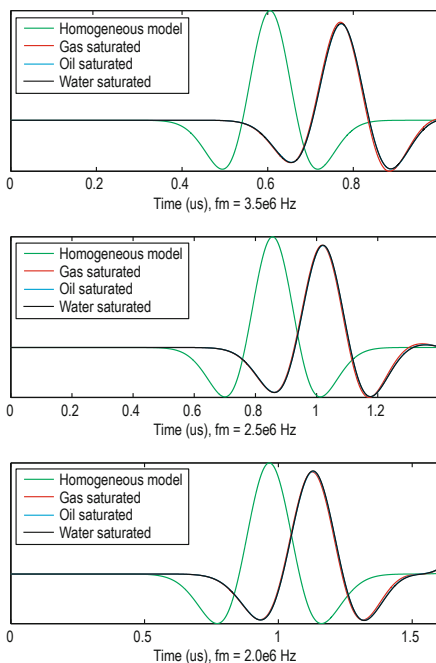 Homogeneous model
Gas saturated
Oil saturated
Water saturated
0 0.2 0.4 0.6 0.8
Time (us), fm = 3.5e6 Hz
Homogeneous model
Gas saturated
Oil saturated
Water saturated
0 0.2 0.4 0.6 0.8 1 1.2
Time (us), fm = 2.5e6 Hz
Homogeneous model
Gas saturated
Oil saturated
Water saturated
0 0.5 1 1.5
Time (us), fm = 2.0e6 Hz